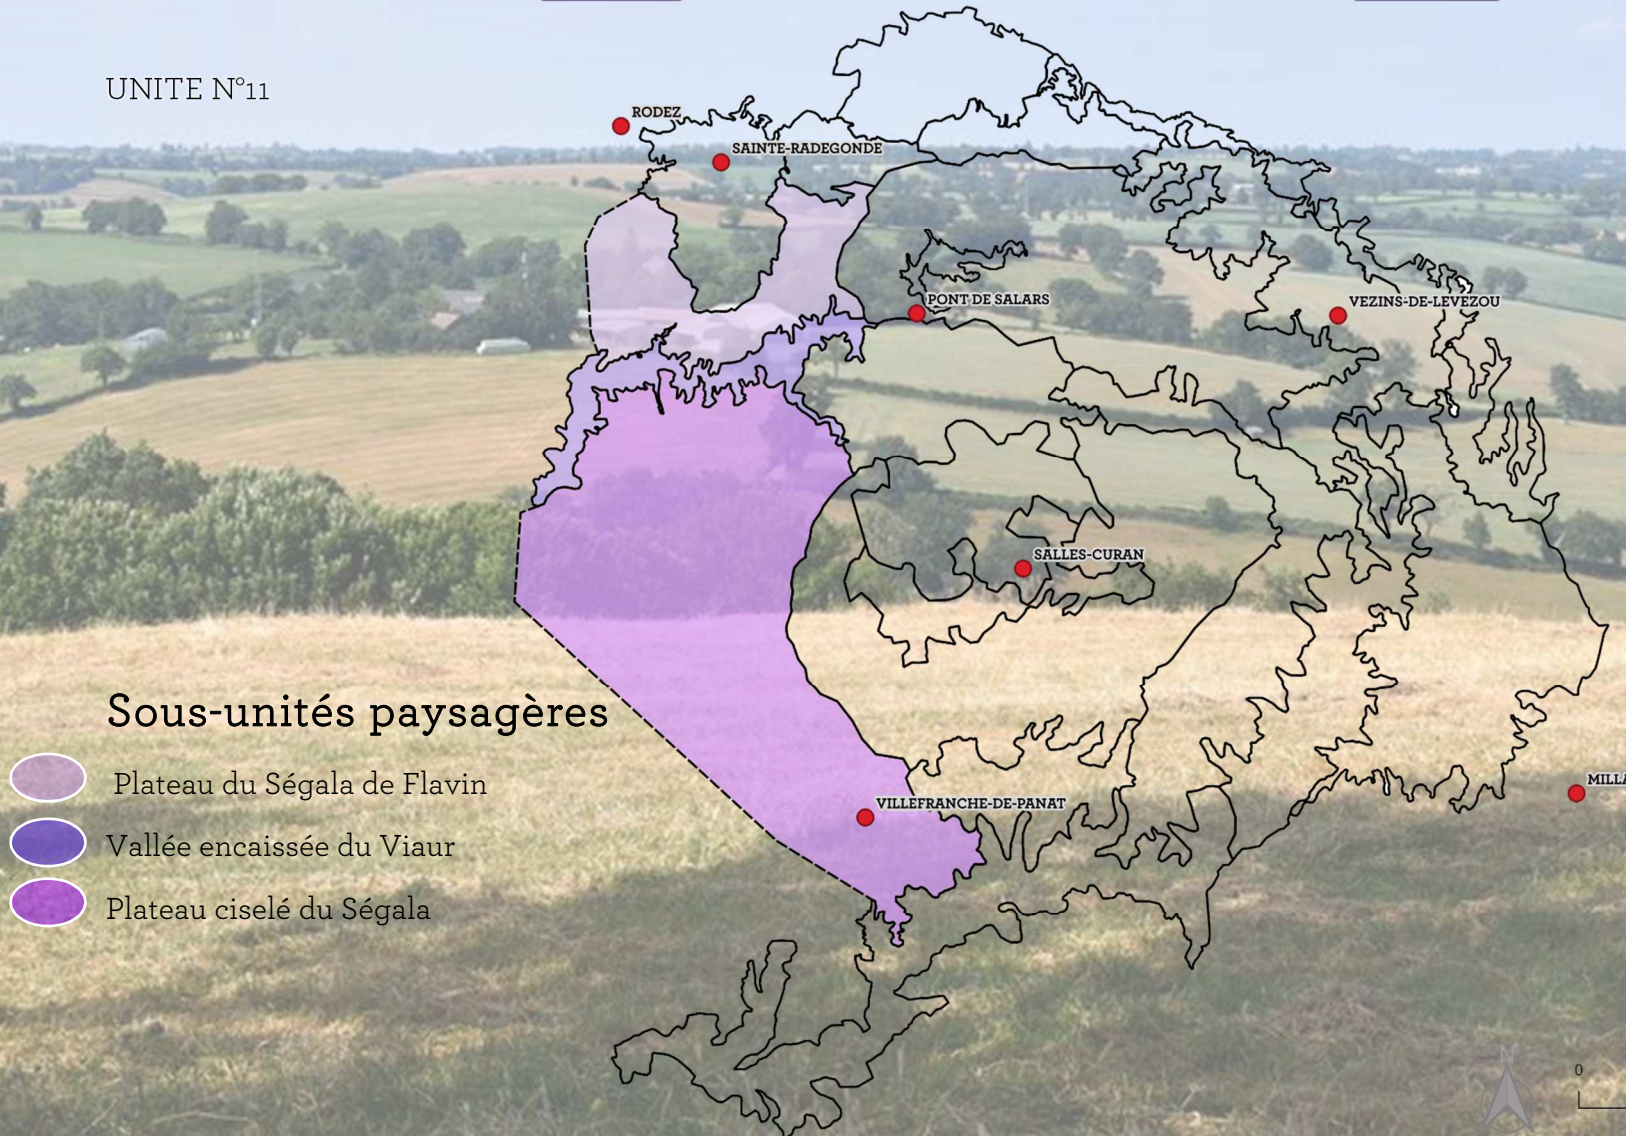 UNITE N°11
RODEZ
SAINTE-RADEGONDE
PONT DE SALARS
VEZINS-DE-LEVEZOU
SALLES-CURAN
Sous-unités paysagères
Plateau du Ségala de Flavin
VILLEFRANCHE-DE-PANAT
MILLA
Vallée encaissée du Viaur
Plateau ciselé du Ségala
N
0